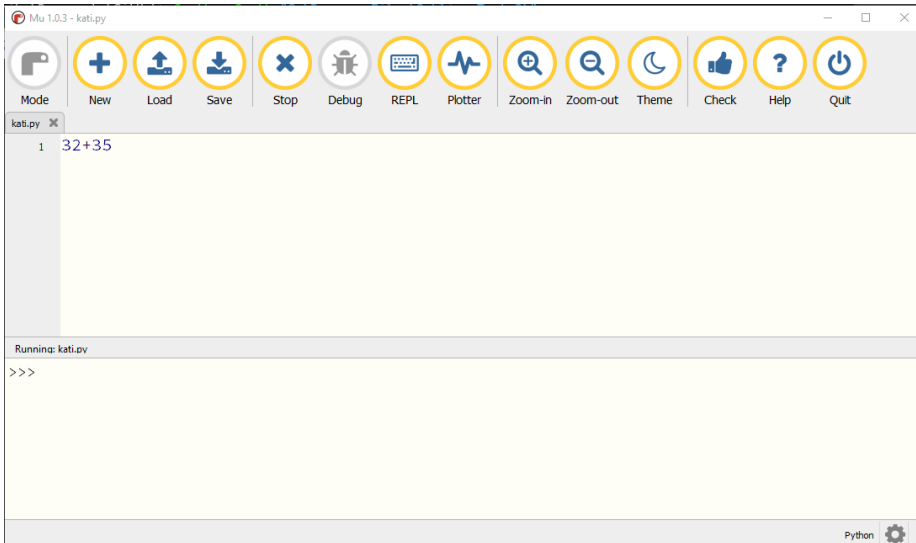 Mu 1.0.3 - kati.py
Mode New Load Save Stop Debug REPL Plotter Zoom-in Zoom-out Theme Check Help Quit
kati.py
1 32+35
Running: kati.py
>>>
Python